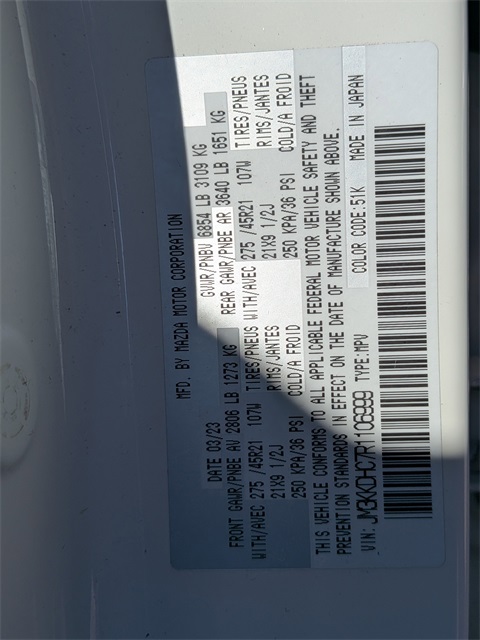 MFD. BY MAZDA MOTOR CORPORATION
DATE 03/23 GVWR/PNBV 6854 LB 3109 KG
FRONT GAWR/PNBE AV 2806 LB 1273 KG REAR GAWR/PNBE AR 3640 LB 1651 KG
WITH/AVEC 275 /45R21 107W TIRES/PNEUS WITH/AVEC 275 /45R21 107W TIRES/PNEUS
21X9 1/2J RIMS/JANTES 21X9 1/2J RIMS/JANTES
250 KPA/36 PSI COLD/A FROID 250 KPA/36 PSI COLD/A FROID
THIS VEHICLE CONFORMS TO ALL APPLICABLE FEDERAL MOTOR VEHICLE SAFETY AND THEFT
PREVENTION STANDARDS IN EFFECT ON THE DATE OF MANUFACTURE SHOWN ABOVE.
VIN: JM3KKDHC7R1106999 TYPE:MPV COLOR CODE:51K MADE IN JAPAN